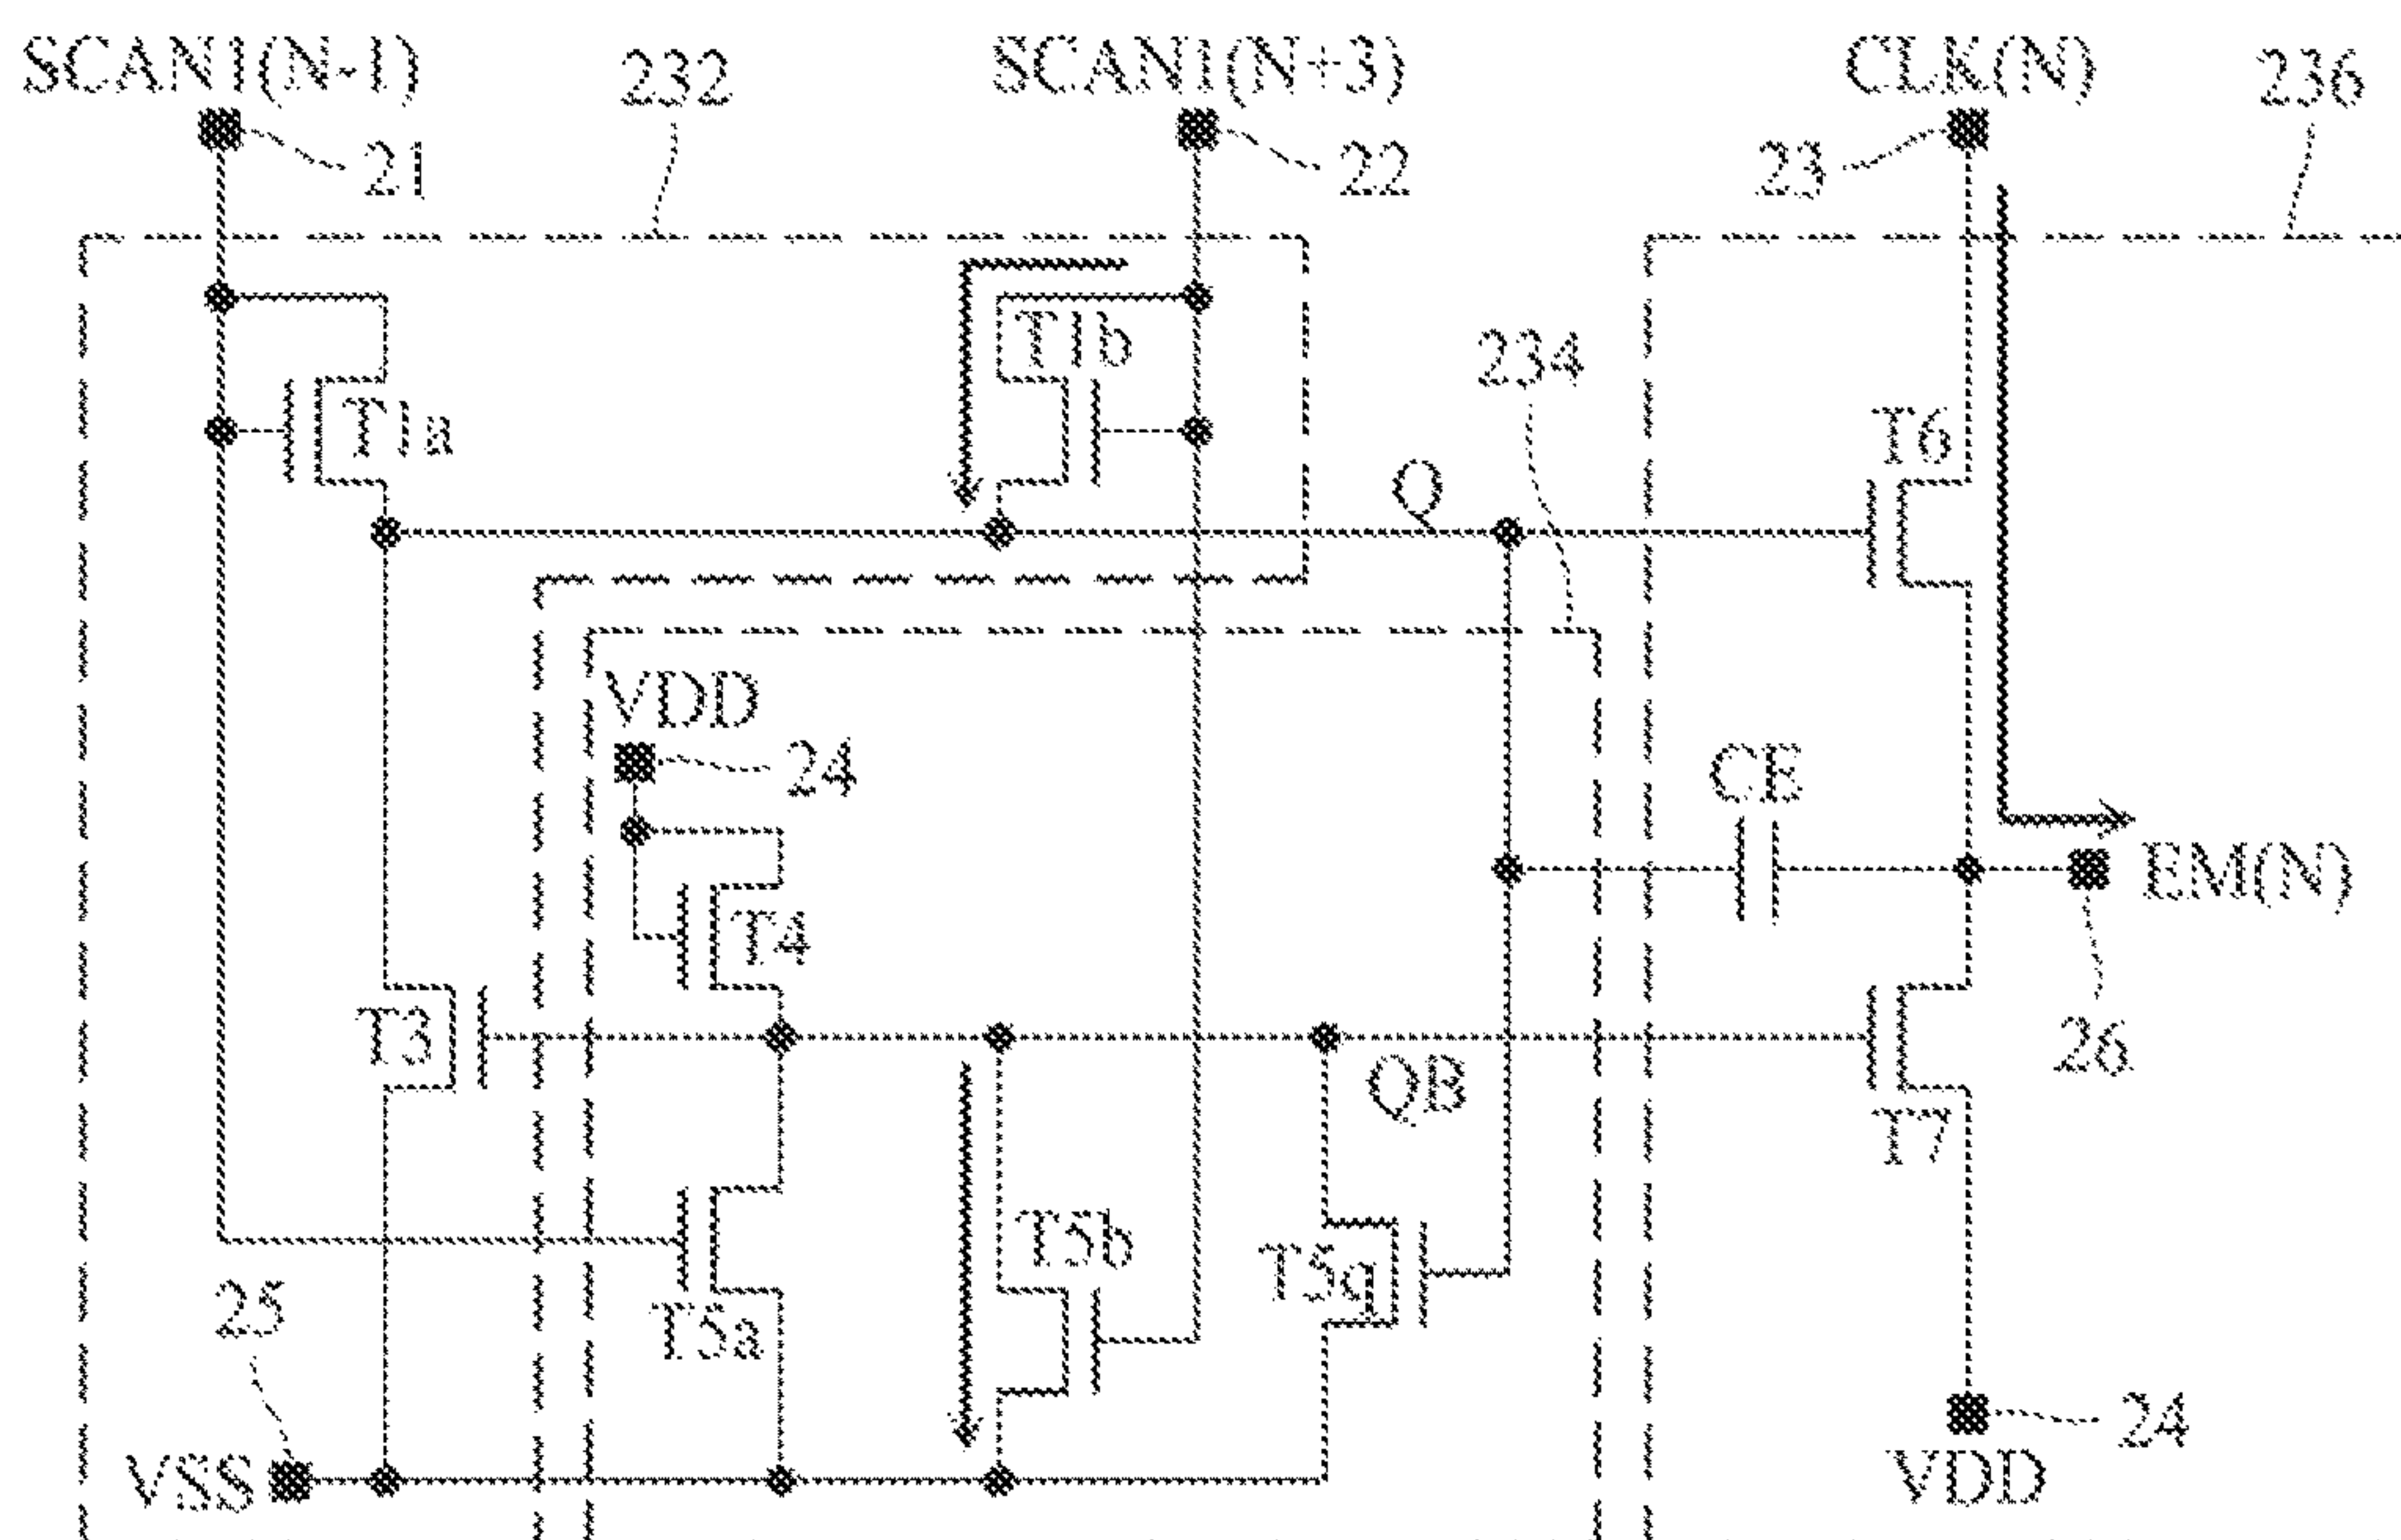 SCAN1(N-1)
232
SCAN1(N+3)
CLK(N)
236
21
22
23
T1a
T1b
234
Q
T6
VDD
24
CE
T4
EM(N)
T3
QB
26
T7
T5b
T5q
25
T5a
24
VSS
VDD